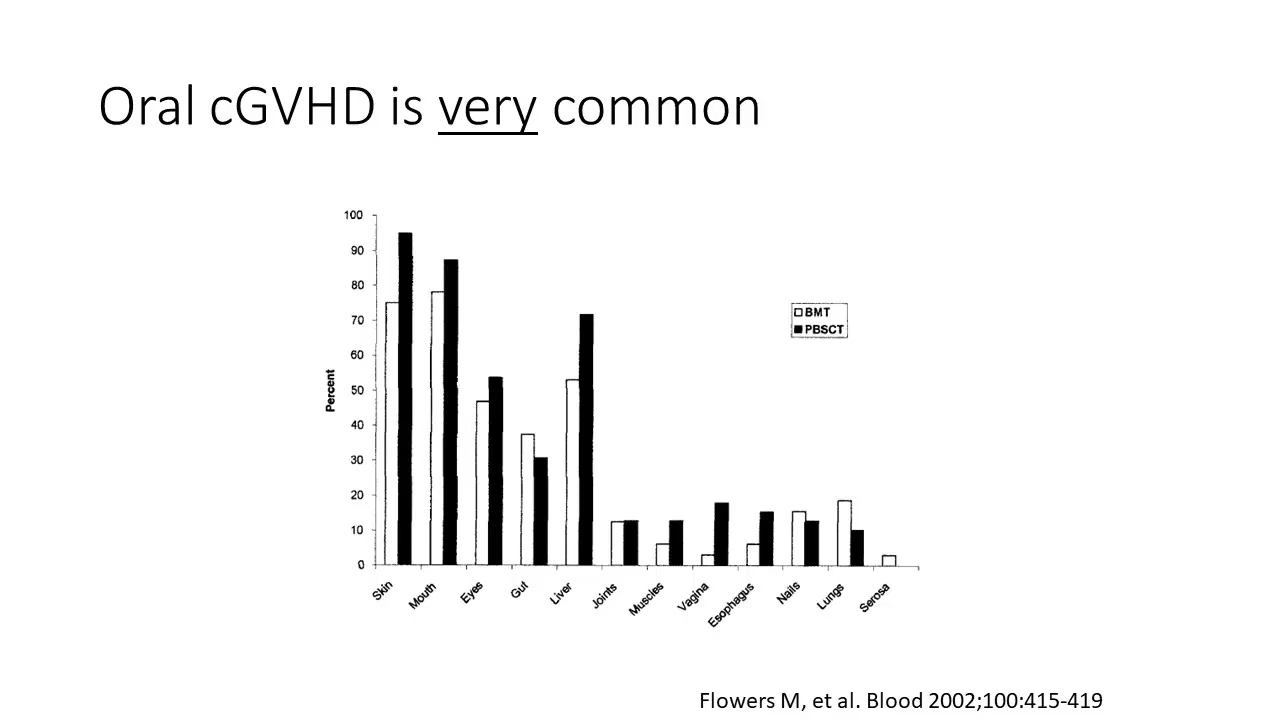 Oral cGVHD is very common
100
90
80
70
60
50
40
30
20
10
0
Percent
BMT
PBSCT
Skin
Mouth
Eyes
Gut
Liver
Joints
Muscles
Vagina
Esophagus
Nails
Lungs
Serosa
Flowers M, et al. Blood 2002;100:415-419